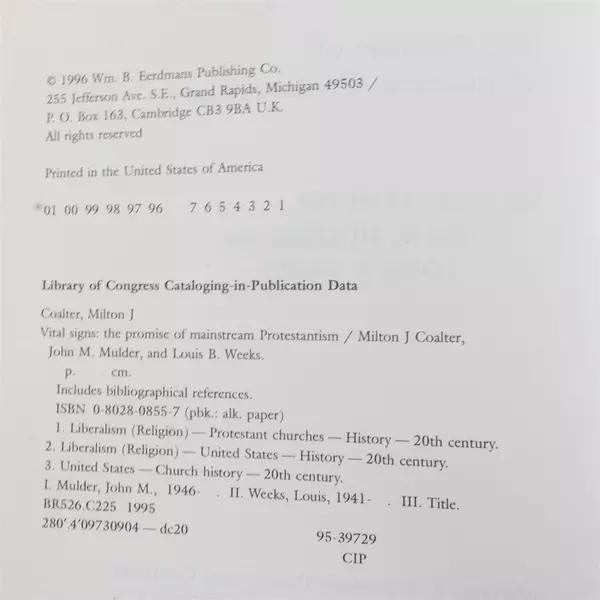 © 1996 Wm. B. Eerdmans Publishing Co.
255 Jefferson Ave. S.E., Grand Rapids, Michigan 49503 /
P. O. Box 163, Cambridge CB3 9BA U.K.
All rights reserved
Printed in the United States of America
01 00 99 98 97 96 7 6 5 4 3 2 1
Library of Congress Cataloging-in-Publication Data
Coalter, Milton J
Vital signs: the promise of mainstream Protestantism / Milton J Coalter,
John M. Mulder, and Louis B. Weeks.
p. cm.
Includes bibliographical references.
ISBN 0-8028-0855-7 (pbk.: alk. paper)
1. Liberalism (Religion) — Protestant churches — History — 20th century.
2. Liberalism (Religion) — United States — History — 20th century.
3. United States — Church history — 20th century.
I. Mulder, John M., 1946- . II. Weeks, Louis, 1941- . III. Title.
BR526.C225 1995
280′.4′09730904 — dc20
95-39729
CIP